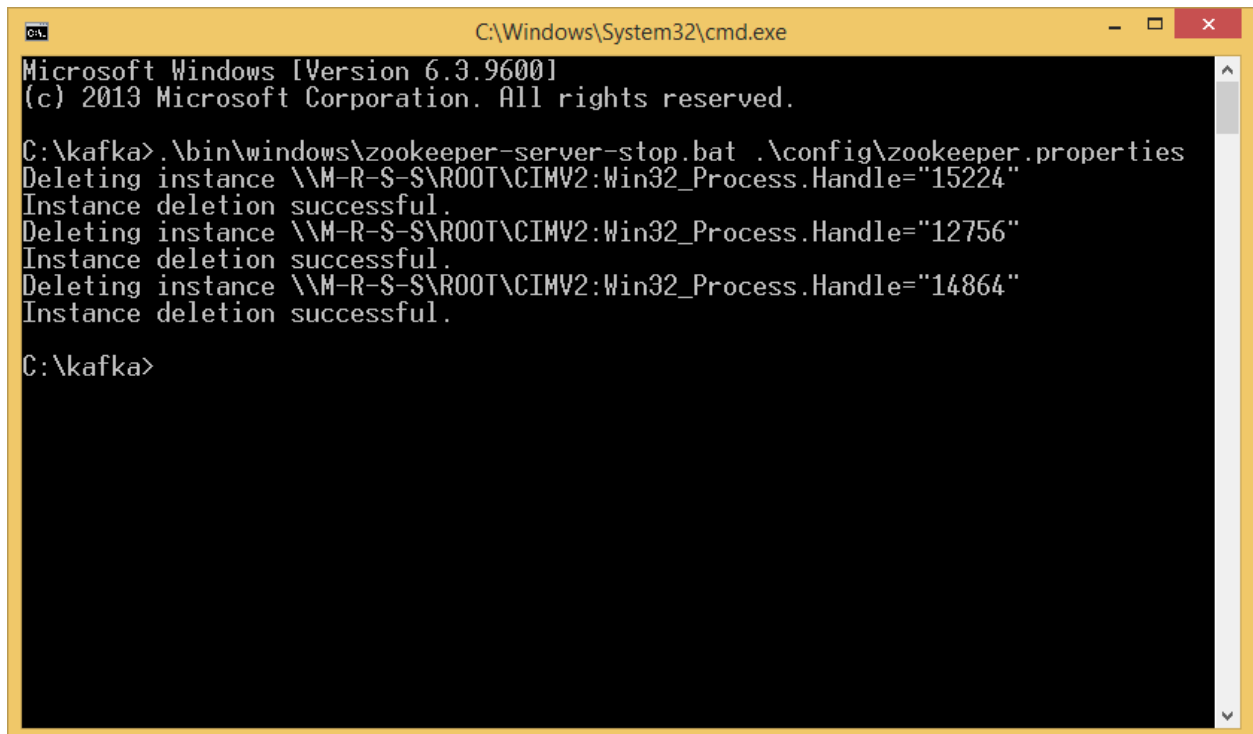 C:\Windows\System32\cmd.exe
Microsoft Windows [Version 6.3.9600]
(c) 2013 Microsoft Corporation. All rights reserved.
C:\kafka>.\bin\windows\zookeeper-server-stop.bat .\config\zookeeper.properties
Deleting instance \\M-R-S-S\ROOT\CIMV2:Win32_Process.Handle="15224"
Instance deletion successful.
Deleting instance \\M-R-S-S\ROOT\CIMV2:Win32_Process.Handle="12756"
Instance deletion successful.
Deleting instance \\M-R-S-S\ROOT\CIMV2:Win32_Process.Handle="14864"
Instance deletion successful.
C:\kafka>